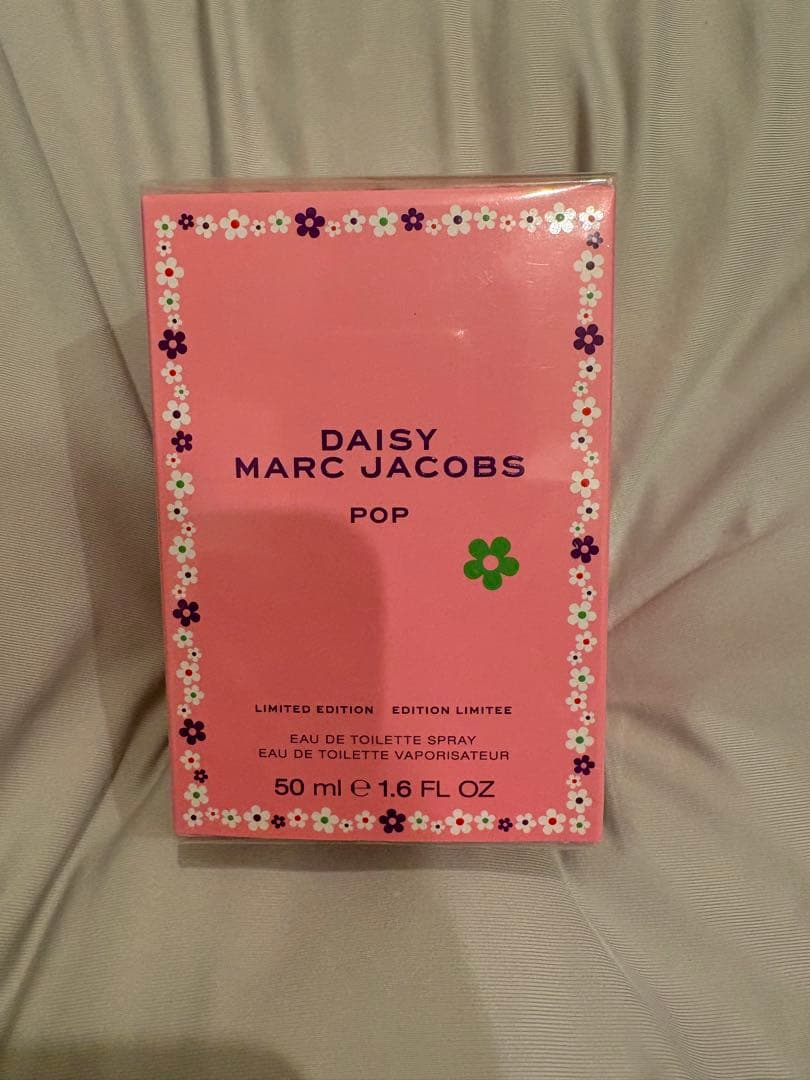 DAISY
MARC JACOBS
POP
LIMITED EDITION EDITION LIMITEE
EAU DE TOILETTE SPRAY
EAU DE TOILETTE VAPORISATEUR
50 ml ℮ 1.6 FL OZ